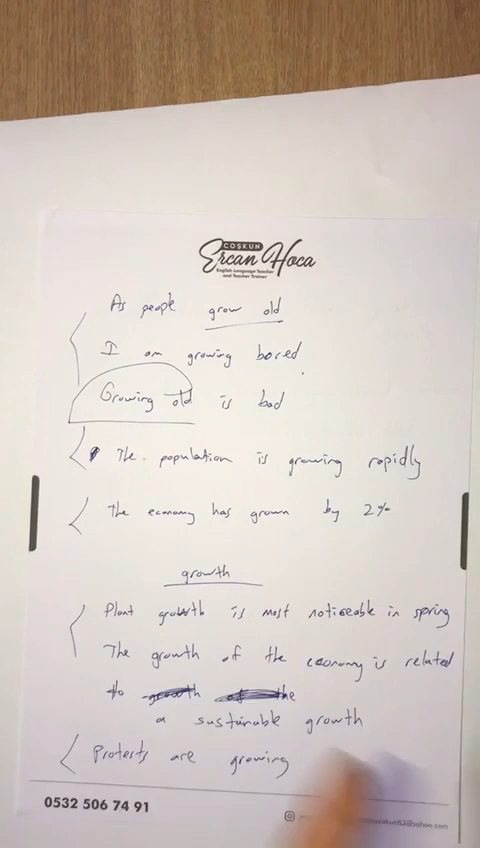 COŞKUN
Ercan Hoca
English Language Teacher
and Teacher Trainer
As people grow old
I am growing bored
Growing old is bad
The population is growing rapidly
The economy has grown by 2%
growth
Plant growth is most noticeable in spring
The growth of the economy is related
to growth of the
a sustainable growth
Protests are growing
0532 506 74 91
@yahoo.com